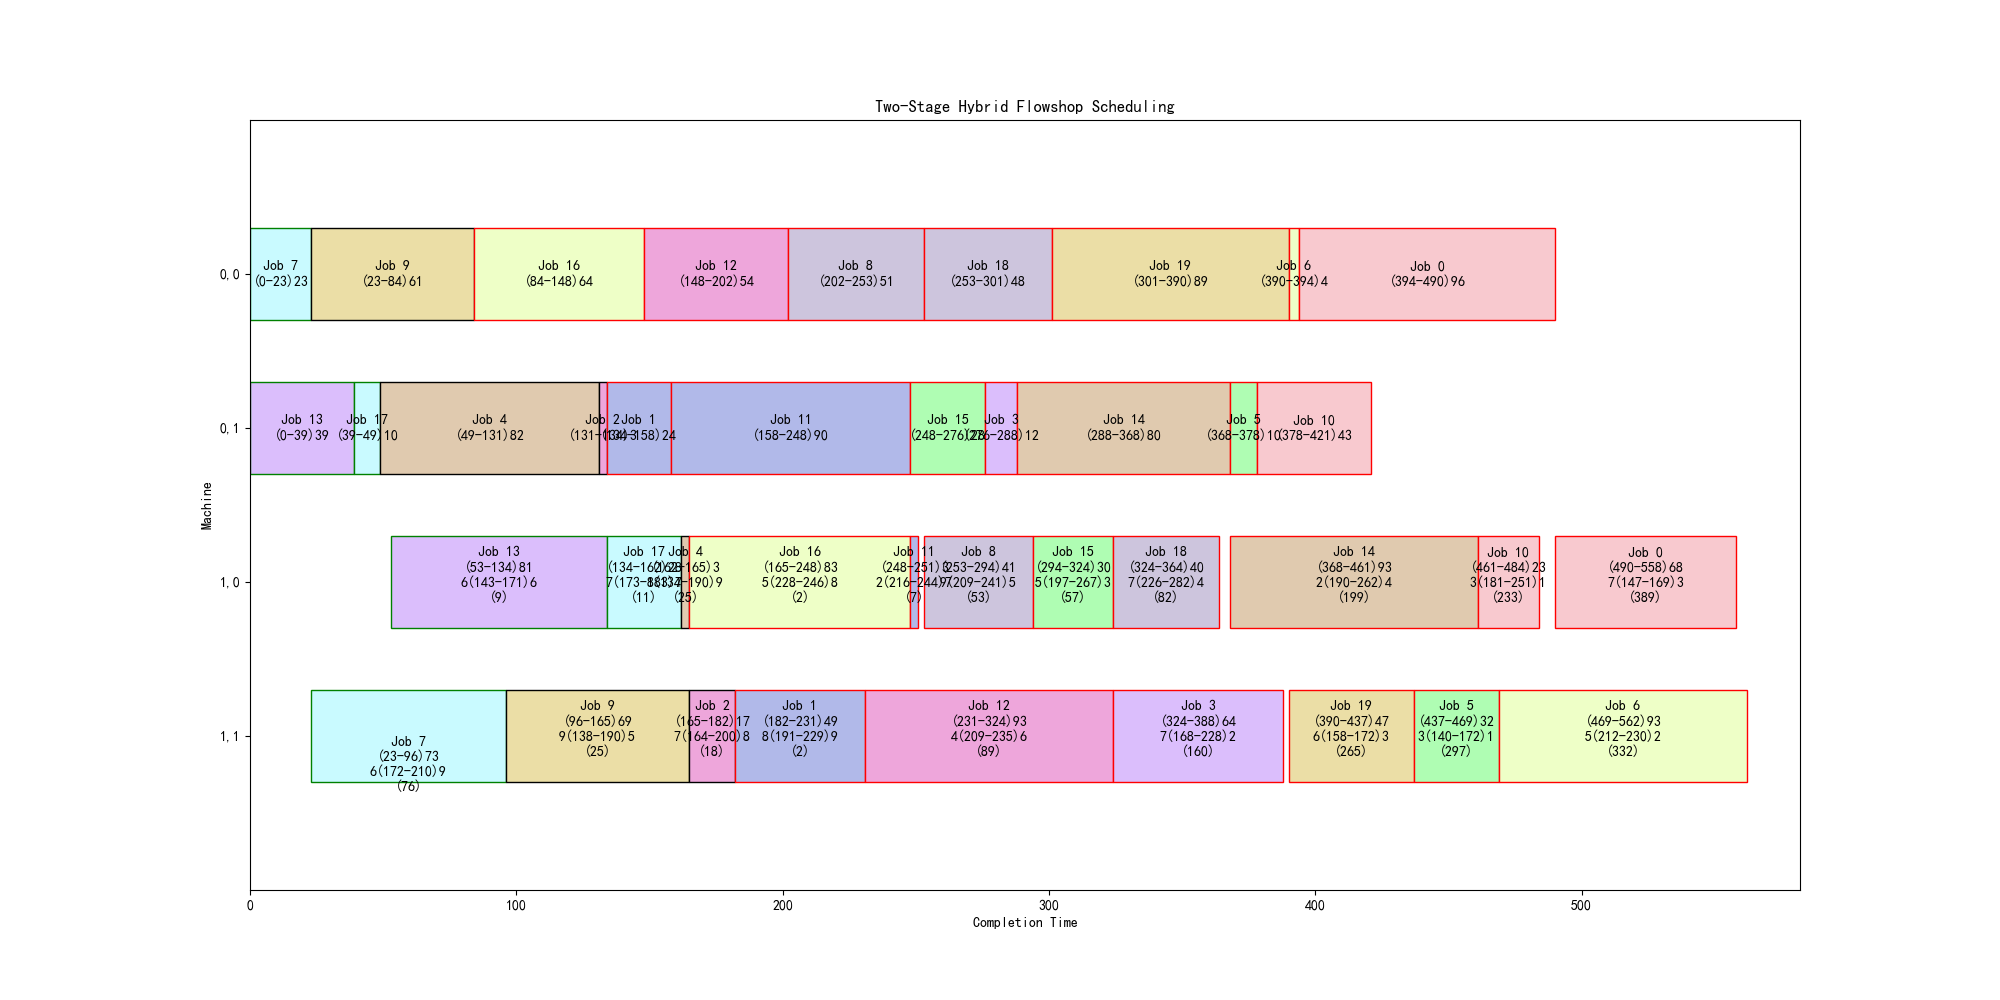 Two-Stage Hybrid Flowshop Scheduling
0,0
Job 7
(0-23)23
Job 9
(23-84)61
Job 16
(84-148)64
Job 12
(148-202)54
Job 8
(202-253)51
Job 18
(253-301)48
Job 19
(301-390)89
Job 6
(390-394)4
Job 0
(394-490)96
0,1
Job 13
(0-39)39
Job 17
(39-49)10
Job 4
(49-131)82
Job 2
(131-134)3
Job 1
(134-158)24
Job 11
(158-248)90
Job 15
(248-276)28
Job 3
(276-288)12
Job 14
(288-368)80
Job 5
(368-378)10
Job 10
(378-421)43
Machine
1,0
Job 13
(53-134)81
6(143-171)6
(9)
Job 17
(134-162)28
(11)
Job 4
(162-165)3
(25)
Job 16
(165-248)83
5(228-246)8
(2)
Job 11
(248-251)3
2(216-244)7
(7)
Job 8
(253-294)41
7(209-241)5
(53)
Job 15
(294-324)30
5(197-267)3
(57)
Job 18
(324-364)40
7(226-282)4
(82)
Job 14
(368-461)93
2(190-262)4
(199)
Job 10
(461-484)23
3(181-251)1
(233)
Job 0
(490-558)68
7(147-169)3
(389)
1,1
Job 7
(23-96)73
6(172-210)9
(76)
Job 9
(96-165)69
9(138-190)5
(25)
Job 2
(165-182)17
7(164-200)8
(18)
Job 1
(182-231)49
8(191-229)9
(2)
Job 12
(231-324)93
4(209-235)6
(89)
Job 3
(324-388)64
7(168-228)2
(160)
Job 19
(390-437)47
6(158-172)3
(265)
Job 5
(437-469)32
3(140-172)1
(297)
Job 6
(469-562)93
5(212-230)2
(332)
0
100
200
300
400
500
Completion Time